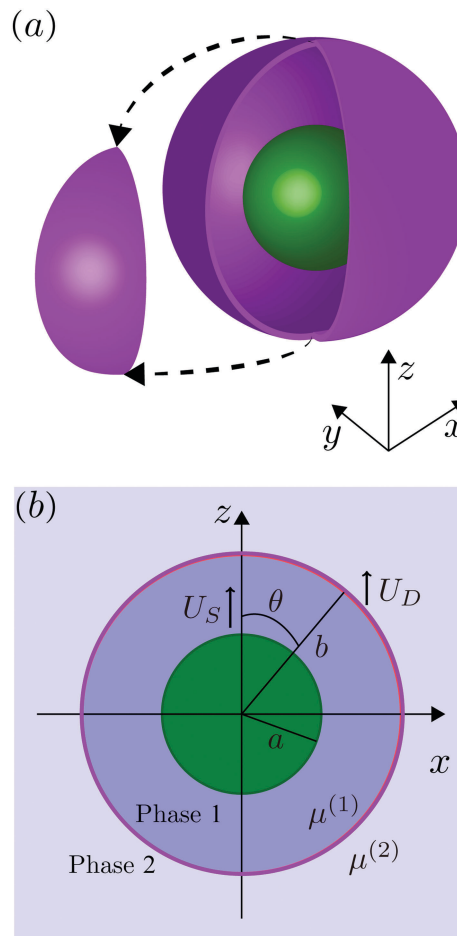 (a)
z
y
x
(b)
z
U_S
θ
U_D
b
a
x
Phase 1
μ^(1)
Phase 2
μ^(2)